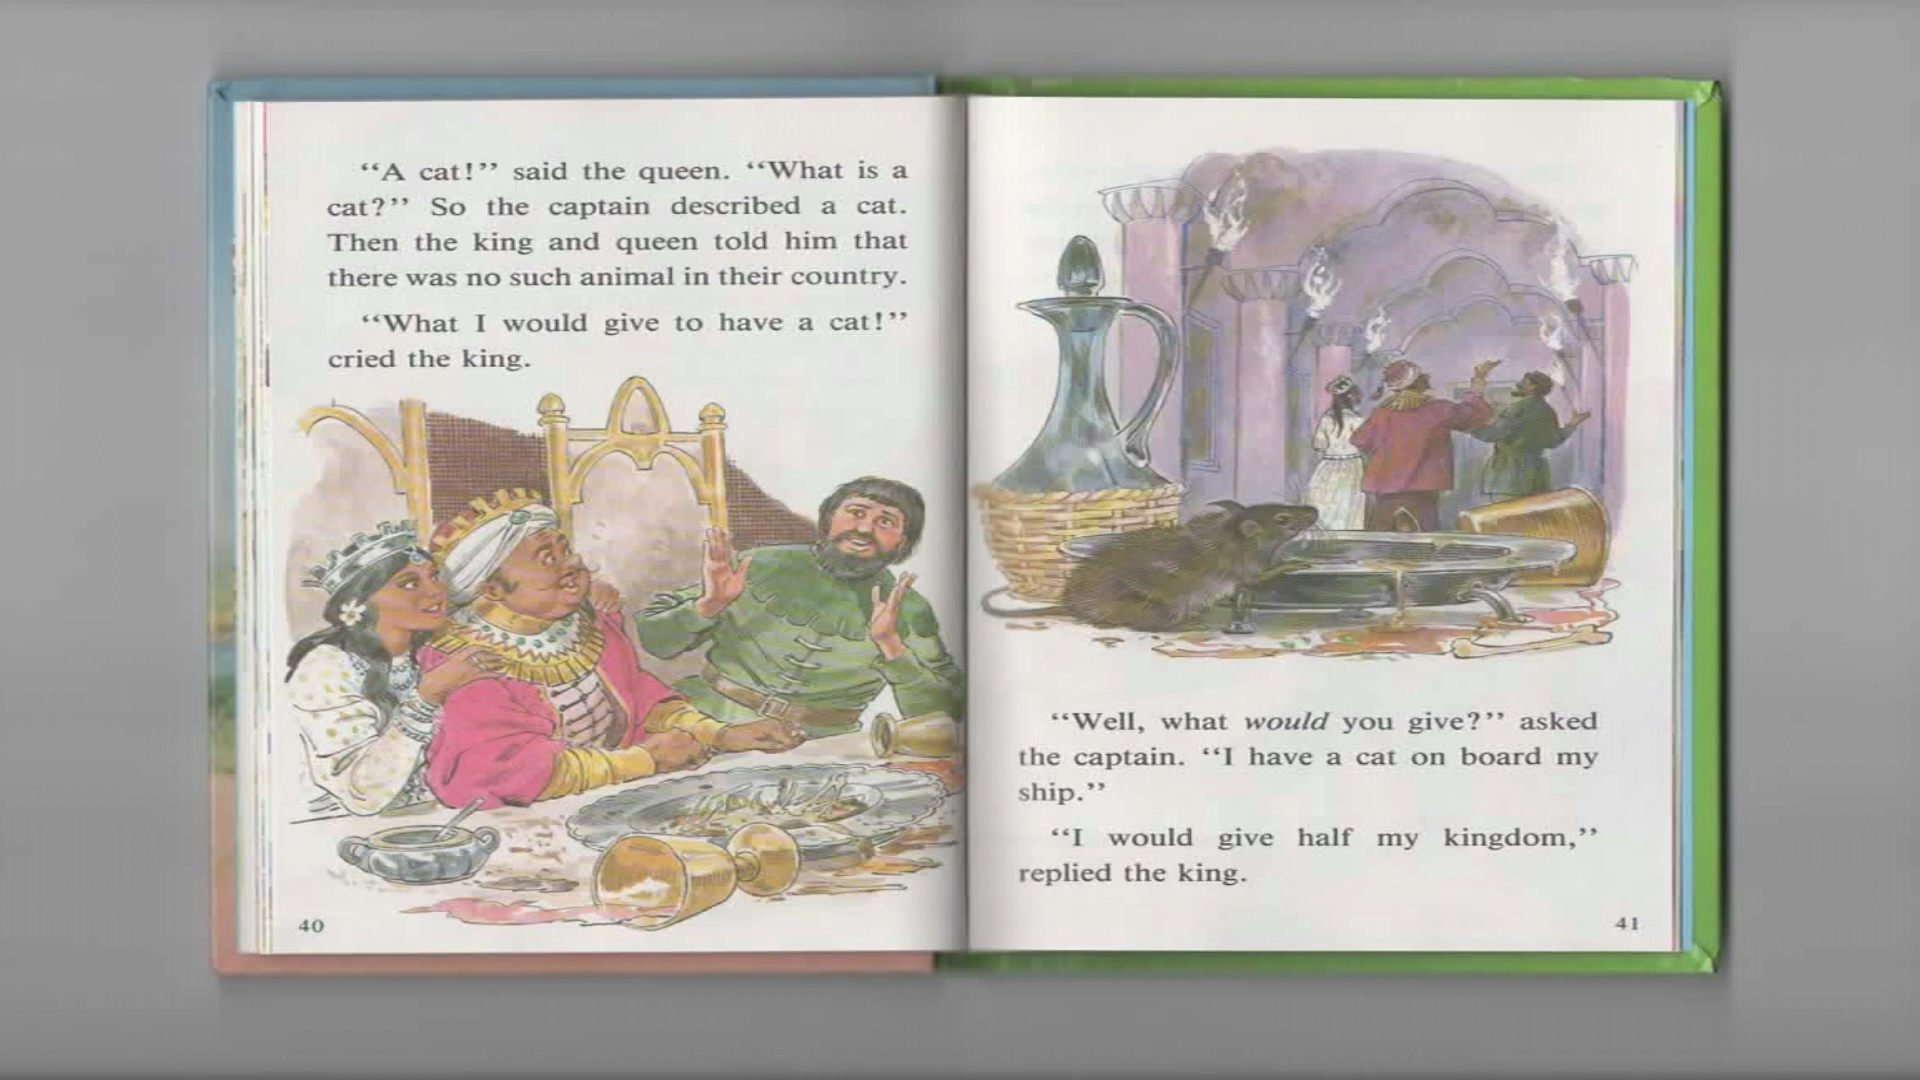 “A cat!” said the queen. “What is a
cat?” So the captain described a cat.
Then the king and queen told him that
there was no such animal in their country.
“What I would give to have a cat!”
cried the king.
40
“Well, what would you give?” asked
the captain. “I have a cat on board my
ship.”
“I would give half my kingdom,”
replied the king.
41